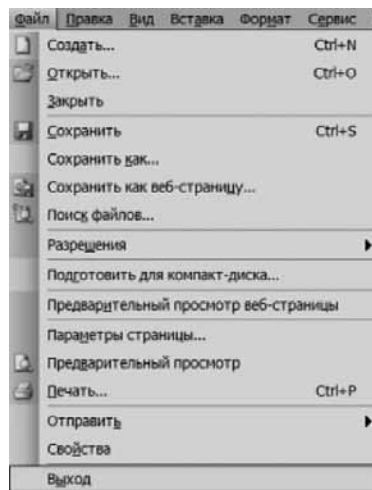 Файл Правка Вид Вставка Формат Сервис
Создать... Ctrl+N
Открыть... Ctrl+O
Закрыть
Сохранить Ctrl+S
Сохранить как...
Сохранить как веб-страницу...
Поиск файлов...
Разрешения
Подготовить для компакт-диска...
Предварительный просмотр веб-страницы
Параметры страницы...
Предварительный просмотр
Печать... Ctrl+P
Отправить
Свойства
Выход